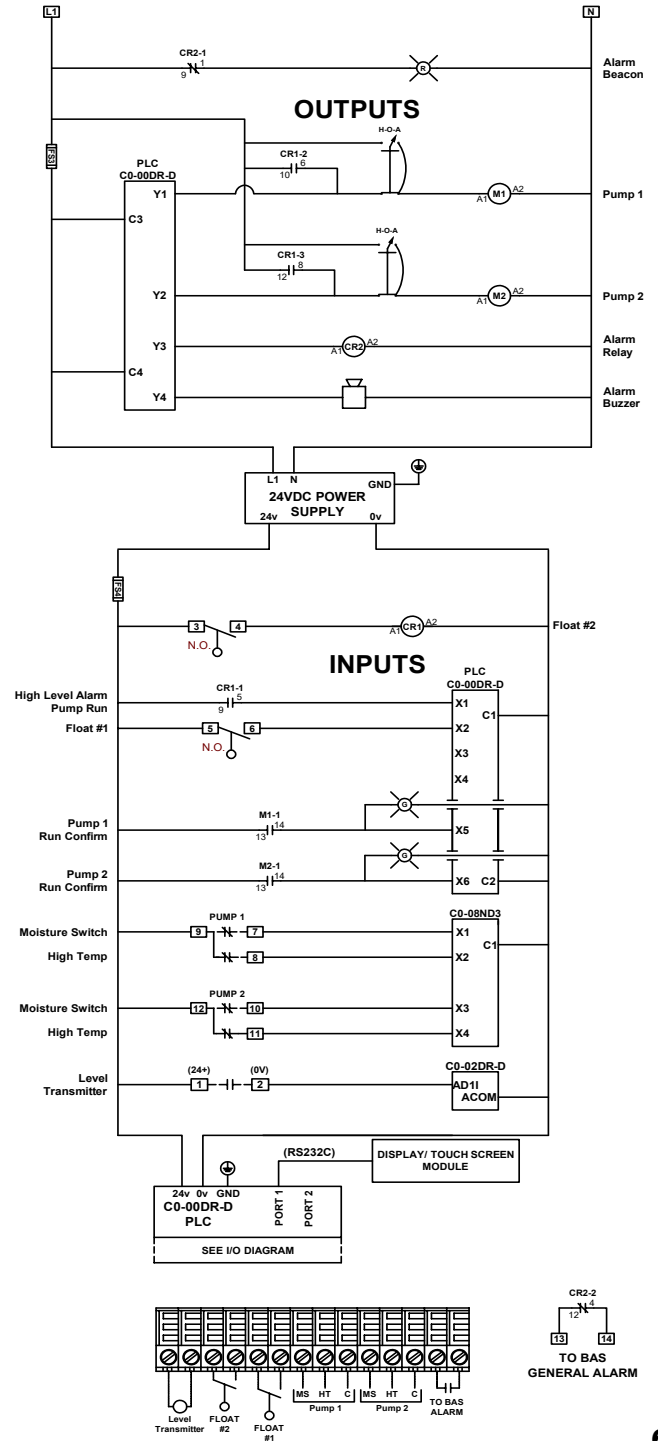 L1
N
CR2-1
1
9
R
Alarm
Beacon
OUTPUTS
H-O-A
FS3
PLC
C0-00DR-D
CR1-2
6
10
Y1
M1
A1
A2
Pump 1
C3
H-O-A
CR1-3
8
12
Y2
M2
A1
A2
Pump 2
Y3
CR2
A1
A2
Alarm
Relay
C4
Y4
Alarm
Buzzer
L1 N
GND
24VDC POWER
SUPPLY
24v 0v
FS4
3
4
N.O.
CR1
A1
A2
Float #2
INPUTS
PLC
C0-00DR-D
High Level Alarm
Pump Run
CR1-1
5
9
X1
C1
Float #1
5
6
N.O.
X2
X3
X4
G
Pump 1
Run Confirm
M1-1
14
13
X5
G
Pump 2
Run Confirm
M2-1
14
13
X6 C2
C0-08ND3
PUMP 1
Moisture Switch
9
7
X1
C1
High Temp
8
X2
PUMP 2
Moisture Switch
12
10
X3
High Temp
11
X4
C0-02DR-D
Level
Transmitter
(24+)
(0V)
1
2
AD1I
ACOM
(RS232C)
DISPLAY/ TOUCH SCREEN
MODULE
24v 0v GND
C0-00DR-D
PLC
PORT 1
PORT 2
SEE I/O DIAGRAM
CR2-2
4
12
13
14
TO BAS
GENERAL ALARM
MS HT C
Pump 1
MS HT C
Pump 2
TO BAS
ALARM
Level
Transmitter
FLOAT
#2
FLOAT
#1